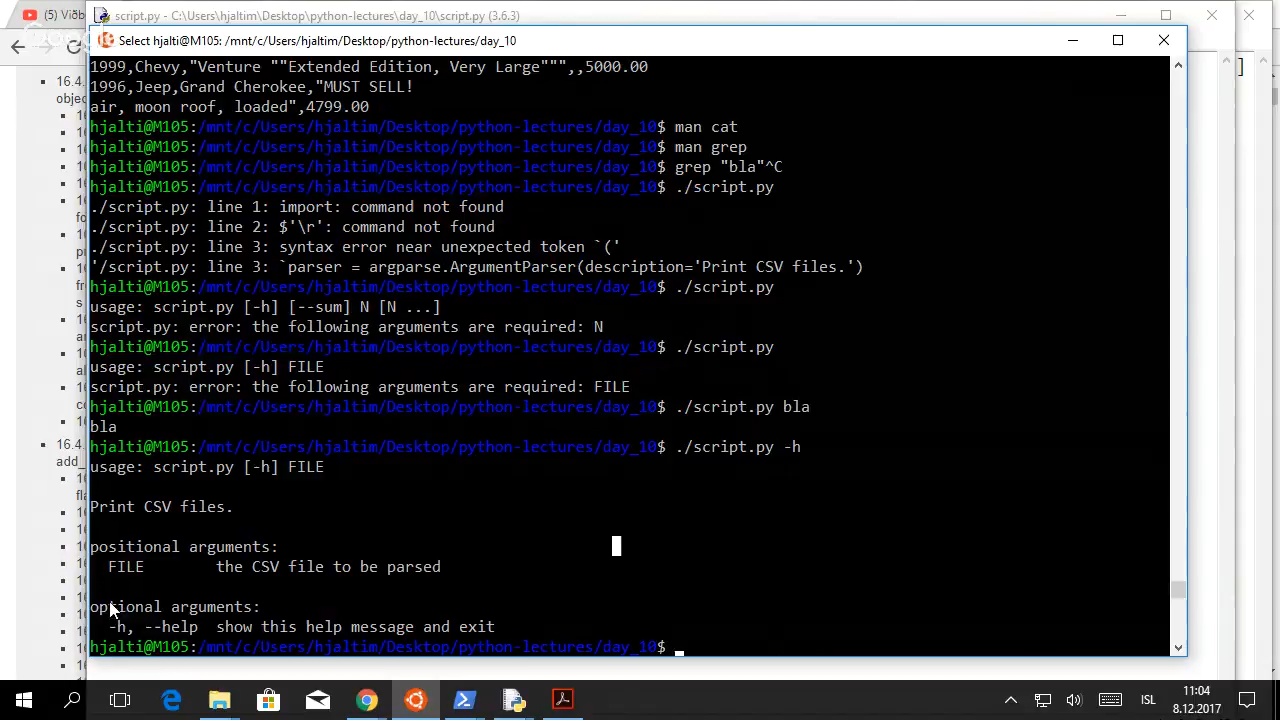 (5) Viðb
script.py - C:\Users\hjaltim\Desktop\python-lectures\day_10\script.py (3.6.3)
Select hjalti@M105: /mnt/c/Users/hjaltim/Desktop/python-lectures/day_10
1999,Chevy,"Venture ""Extended Edition, Very Large""",,5000.00
1996,Jeep,Grand Cherokee,"MUST SELL!
air, moon roof, loaded",4799.00
hjalti@M105:/mnt/c/Users/hjaltim/Desktop/python-lectures/day_10$ man cat
hjalti@M105:/mnt/c/Users/hjaltim/Desktop/python-lectures/day_10$ man grep
hjalti@M105:/mnt/c/Users/hjaltim/Desktop/python-lectures/day_10$ grep "bla"^C
hjalti@M105:/mnt/c/Users/hjaltim/Desktop/python-lectures/day_10$ ./script.py
./script.py: line 1: import: command not found
./script.py: line 2: $'\r': command not found
./script.py: line 3: syntax error near unexpected token `('
'/script.py: line 3: `parser = argparse.ArgumentParser(description='Print CSV files.')
hjalti@M105:/mnt/c/Users/hjaltim/Desktop/python-lectures/day_10$ ./script.py
usage: script.py [-h] [--sum] N [N ...]
script.py: error: the following arguments are required: N
hjalti@M105:/mnt/c/Users/hjaltim/Desktop/python-lectures/day_10$ ./script.py
usage: script.py [-h] FILE
script.py: error: the following arguments are required: FILE
hjalti@M105:/mnt/c/Users/hjaltim/Desktop/python-lectures/day_10$ ./script.py bla
bla
hjalti@M105:/mnt/c/Users/hjaltim/Desktop/python-lectures/day_10$ ./script.py -h
usage: script.py [-h] FILE
Print CSV files.
positional arguments:
FILE the CSV file to be parsed
optional arguments:
-h, --help show this help message and exit
hjalti@M105:/mnt/c/Users/hjaltim/Desktop/python-lectures/day_10$
16.4.
objec
16.4.
add_
ISL
11:04
8.12.2017